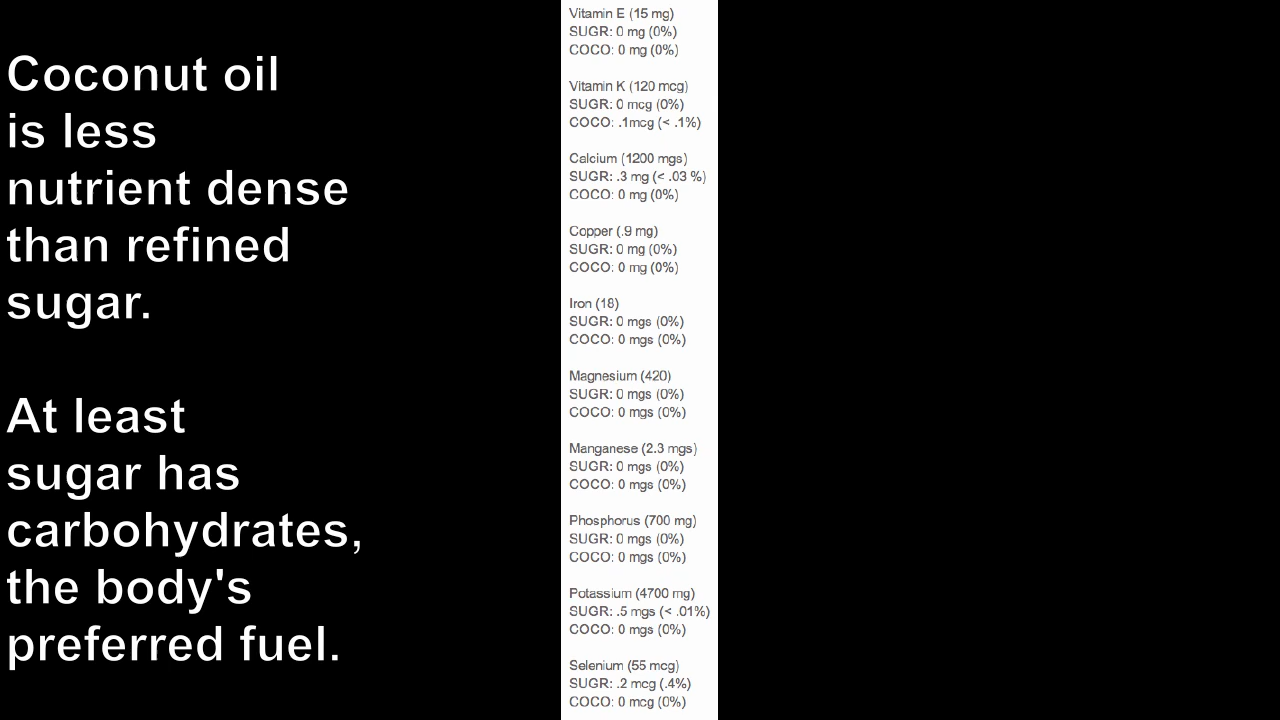 Coconut oil
is less
nutrient dense
than refined
sugar.
At least
sugar has
carbohydrates,
the body's
preferred fuel.
Vitamin E (15 mg)
SUGR: 0 mg (0%)
COCO: 0 mg (0%)
Vitamin K (120 mcg)
SUGR: 0 mcg (0%)
COCO: .1mcg (< .1%)
Calcium (1200 mgs)
SUGR: .3 mg (< .03 %)
COCO: 0 mg (0%)
Copper (.9 mg)
SUGR: 0 mg (0%)
COCO: 0 mg (0%)
Iron (18)
SUGR: 0 mgs (0%)
COCO: 0 mgs (0%)
Magnesium (420)
SUGR: 0 mgs (0%)
COCO: 0 mgs (0%)
Manganese (2.3 mgs)
SUGR: 0 mgs (0%)
COCO: 0 mgs (0%)
Phosphorus (700 mg)
SUGR: 0 mgs (0%)
COCO: 0 mgs (0%)
Potassium (4700 mg)
SUGR: .5 mgs (< .01%)
COCO: 0 mgs (0%)
Selenium (55 mcg)
SUGR: .2 mcg (.4%)
COCO: 0 mcg (0%)